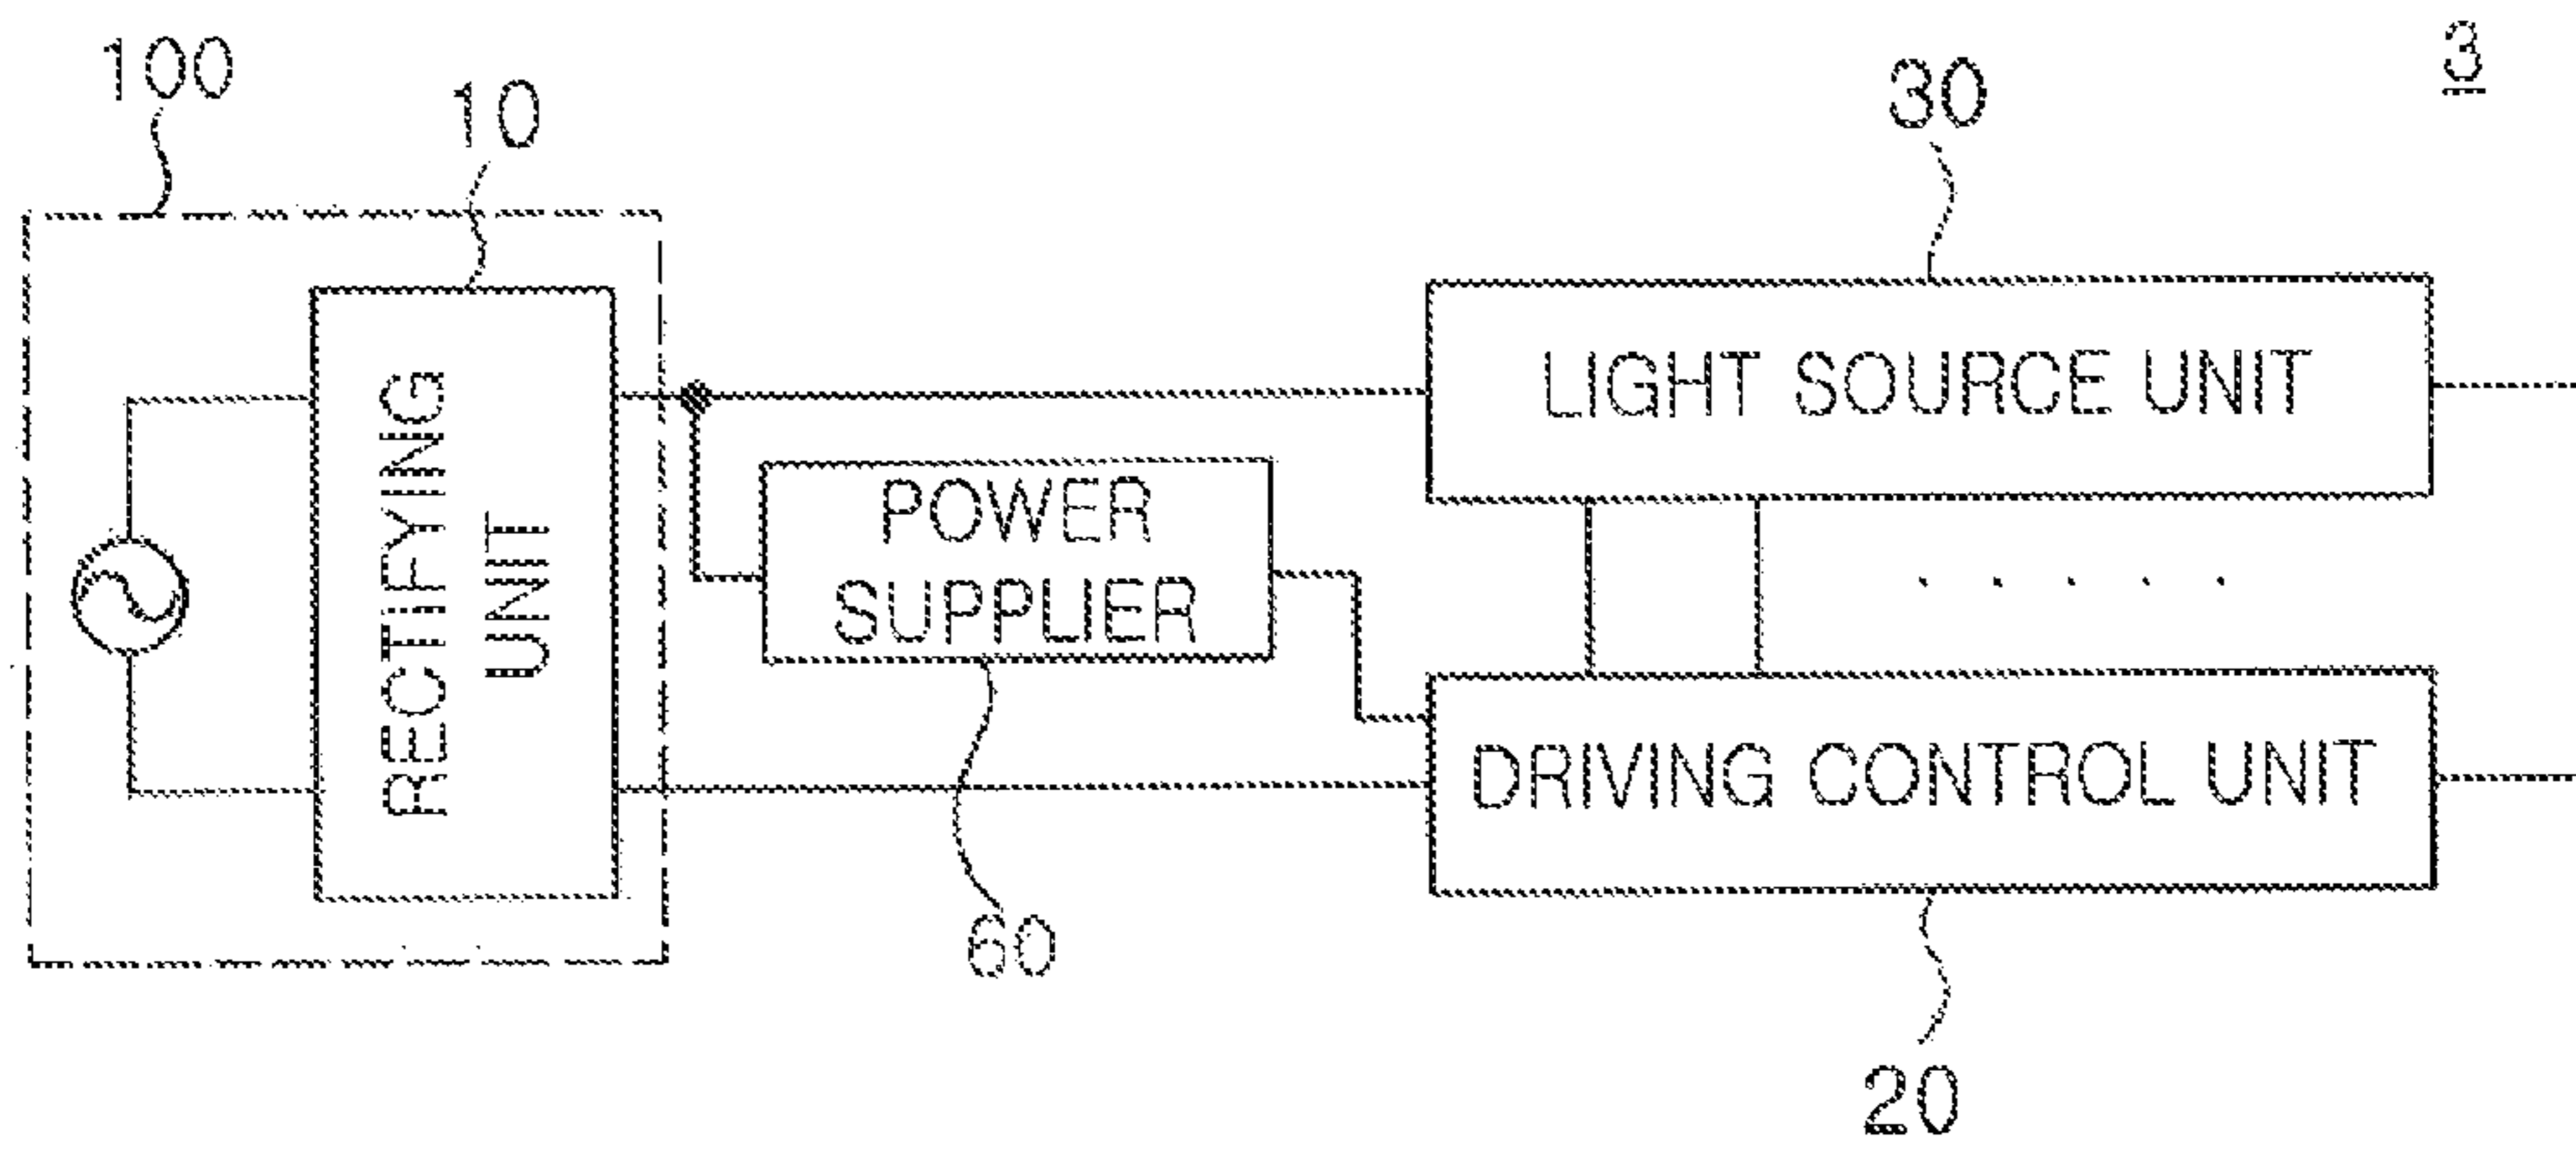 100
10
30
3
RECTIFYING
UNIT
LIGHT SOURCE UNIT
POWER
SUPPLIER
DRIVING CONTROL UNIT
60
20